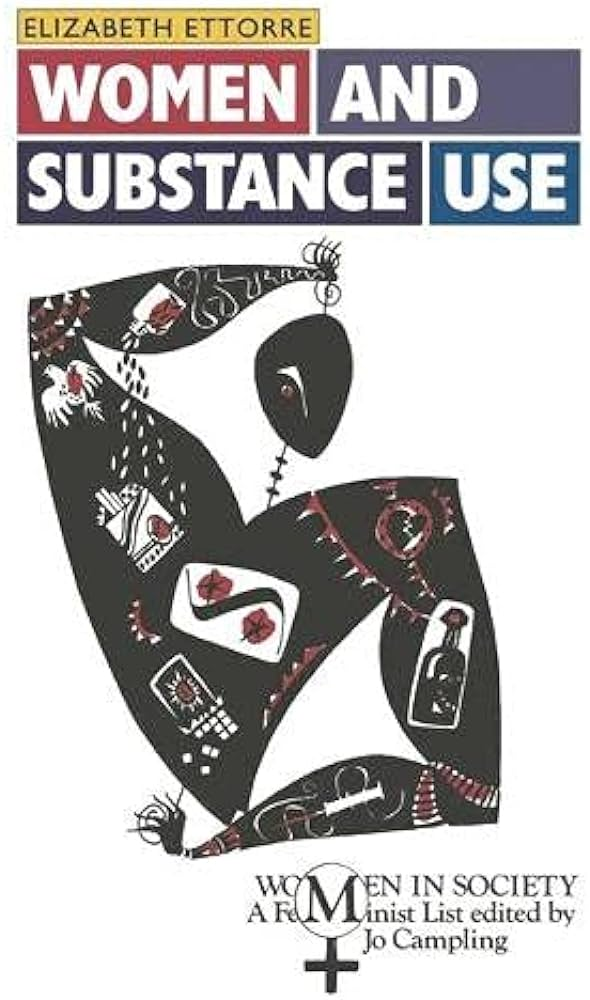 ELIZABETH ETTORRE
WOMEN AND
SUBSTANCE USE
WOMEN IN SOCIETY
A FeMinist List edited by
Jo Campling